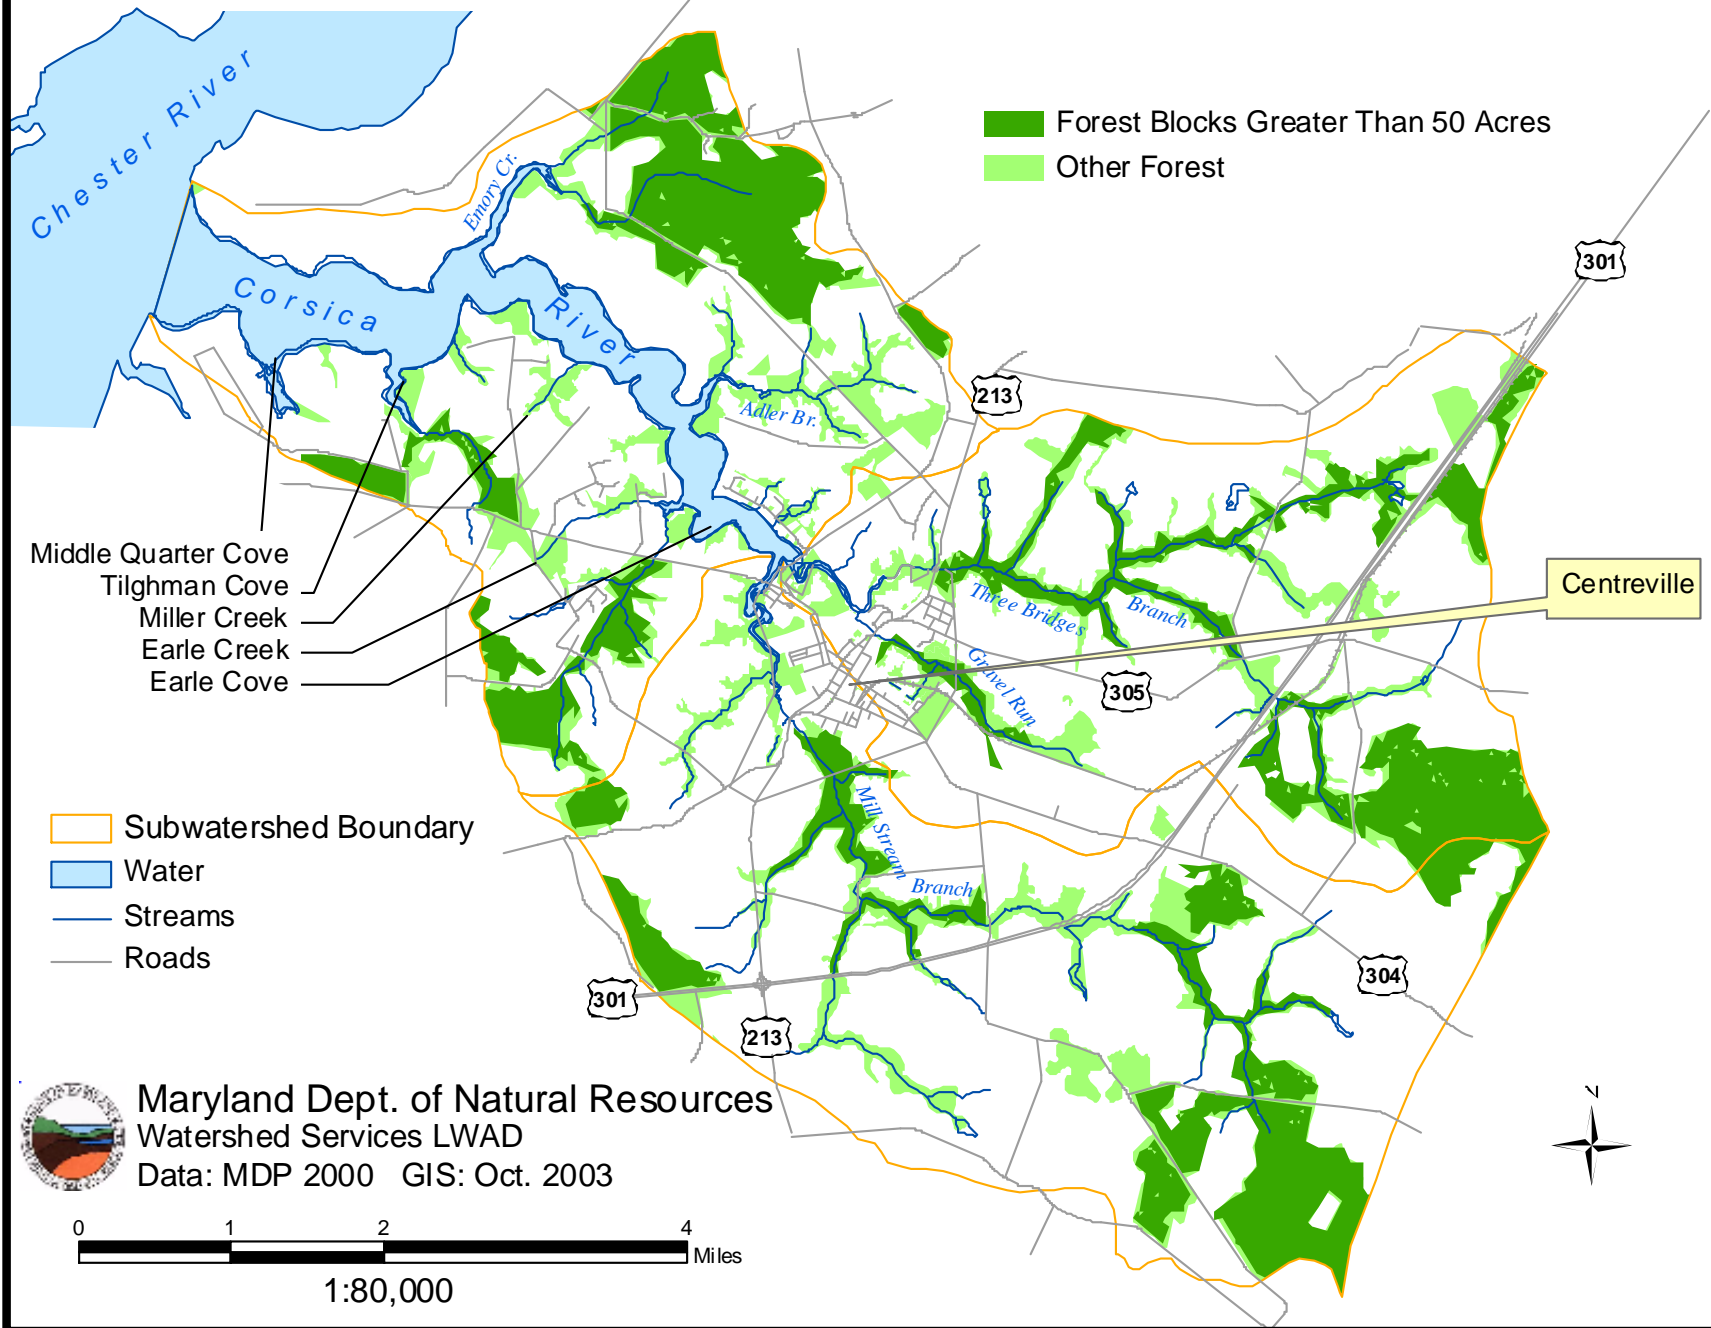 Chester River
Corsica
River
Emory Cr.
Forest Blocks Greater Than 50 Acres
Other Forest
301
213
Adler Br.
Middle Quarter Cove
Tilghman Cove
Miller Creek
Earle Creek
Earle Cove
Three Bridges
Branch
Centreville
Gravel Run
305
Mill Stream
Branch
Subwatershed Boundary
Water
Streams
Roads
301
213
304
Maryland Dept. of Natural Resources
Watershed Services LWAD
Data: MDP 2000 GIS: Oct. 2003
0 1 2 4
Miles
1:80,000
N